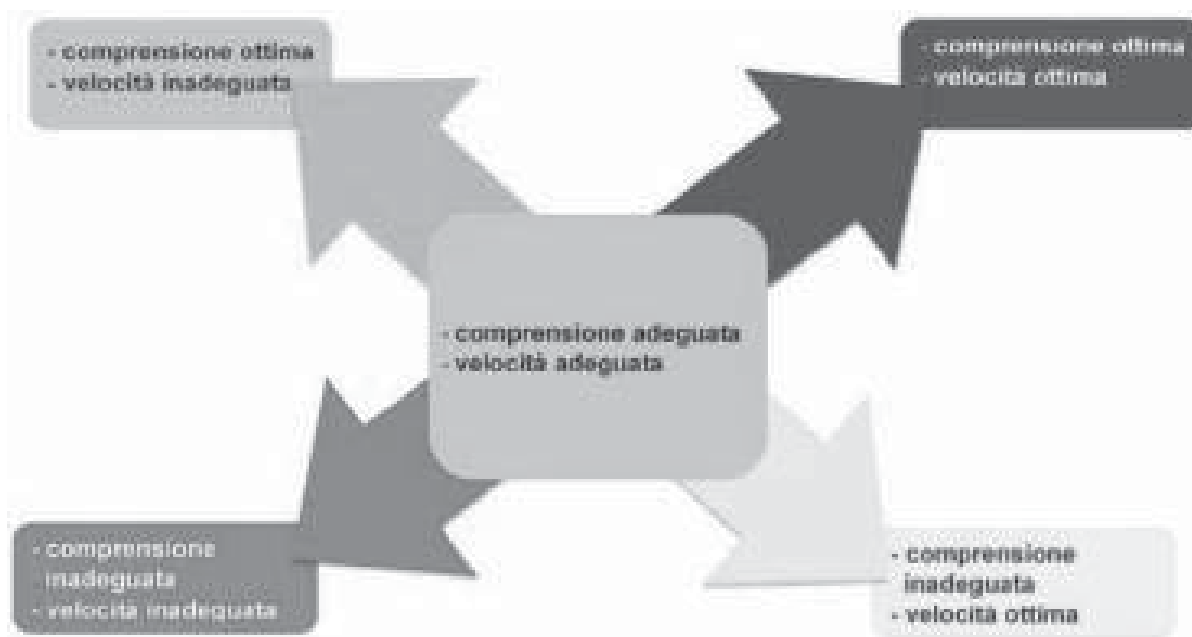 - comprensione ottima
- velocità inadeguata
- comprensione ottima
- velocità ottima
- comprensione adeguata
- velocità adeguata
- comprensione
inadeguata
- velocità inadeguata
- comprensione
inadeguata
- velocità ottima